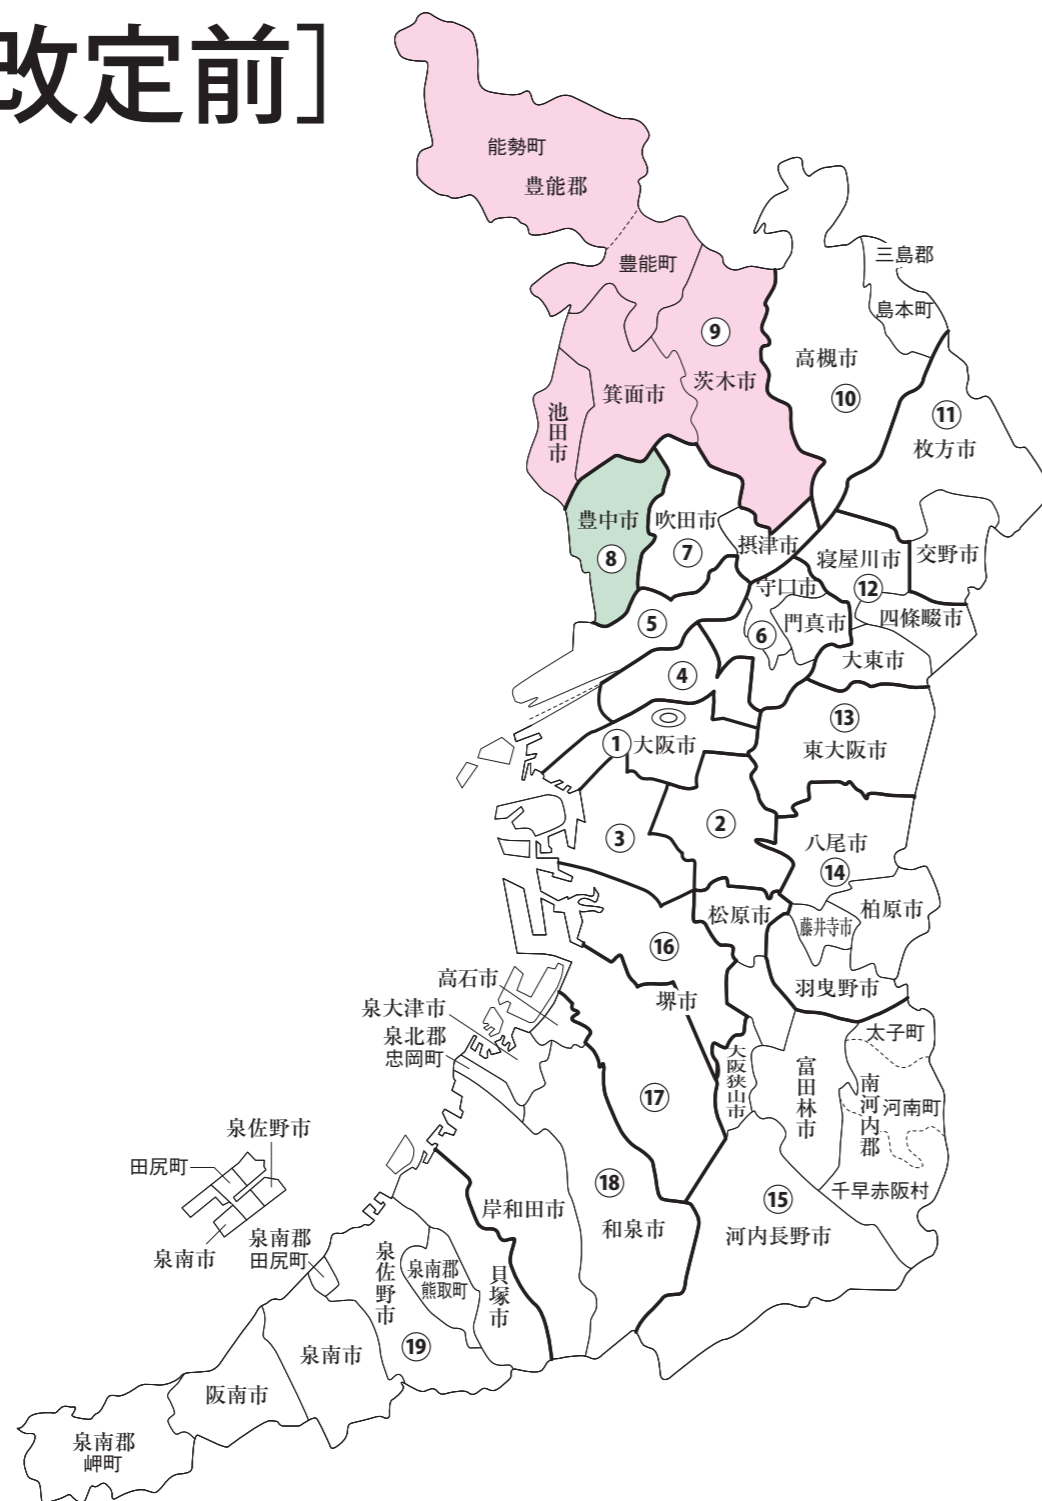 改定前］
能勢町
豊能郡
豊能町
三島郡
島本町
⑨
茨木市
高槻市
⑩
箕面市
池田市
⑪
枚方市
豊中市
⑧
吹田市
⑦
摂津市
寝屋川市
⑫
交野市
守口市
門真市
⑥
四條畷市
⑤
大東市
④
⑬
東大阪市
①
大阪市
②
③
八尾市
⑭
柏原市
松原市
藤井寺市
⑯
羽曳野市
堺市
高石市
泉大津市
泉北郡
忠岡町
太子町
大阪狭山市
富田林市
南河内郡
河南町
⑰
千早赤阪村
泉佐野市
田尻町
泉南市
⑱
和泉市
岸和田市
⑮
河内長野市
泉南郡
田尻町
泉佐野市
泉南郡
熊取町
貝塚市
⑲
泉南市
阪南市
泉南郡
岬町